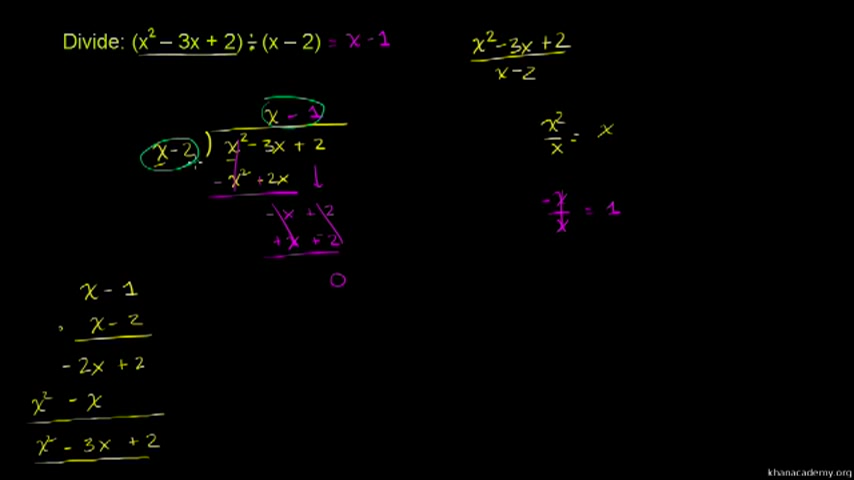 Divide: (x² – 3x + 2) ÷ (x – 2) = x - 1
x² - 3x + 2
x - 2
x - 1
x - 2 ) x² - 3x + 2
- x² + 2x
- x + 2
+ x - 2
0
x²
x
= x
- x
x
= 1
x - 1
x - 2
- 2x + 2
x² - x
x² - 3x + 2
khanacademy.org